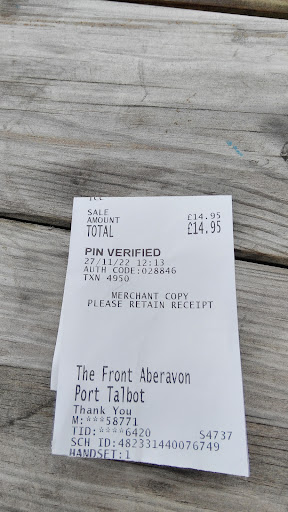 ICC
SALE
AMOUNT £14.95
TOTAL £14.95
PIN VERIFIED
27/11/22 12:13
AUTH CODE:028846
TXN 4950
MERCHANT COPY
PLEASE RETAIN RECEIPT
The Front Aberavon
Port Talbot
Thank You
M:***58771
TID:****6420 S4737
SCH ID:482331440076749
HANDSET:1